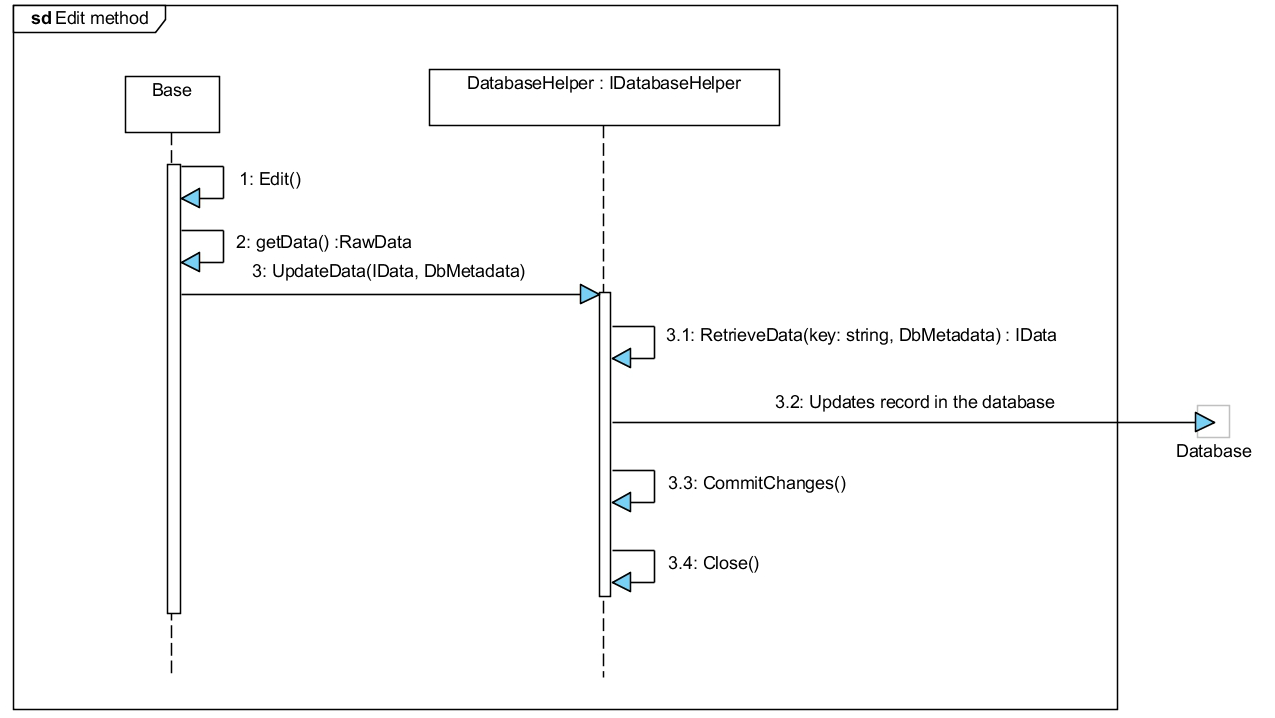 sd Edit method
Base
DatabaseHelper : IDatabaseHelper
1: Edit()
2: getData() :RawData
3: UpdateData(IData, DbMetadata)
3.1: RetrieveData(key: string, DbMetadata) : IData
3.2: Updates record in the database
Database
3.3: CommitChanges()
3.4: Close()